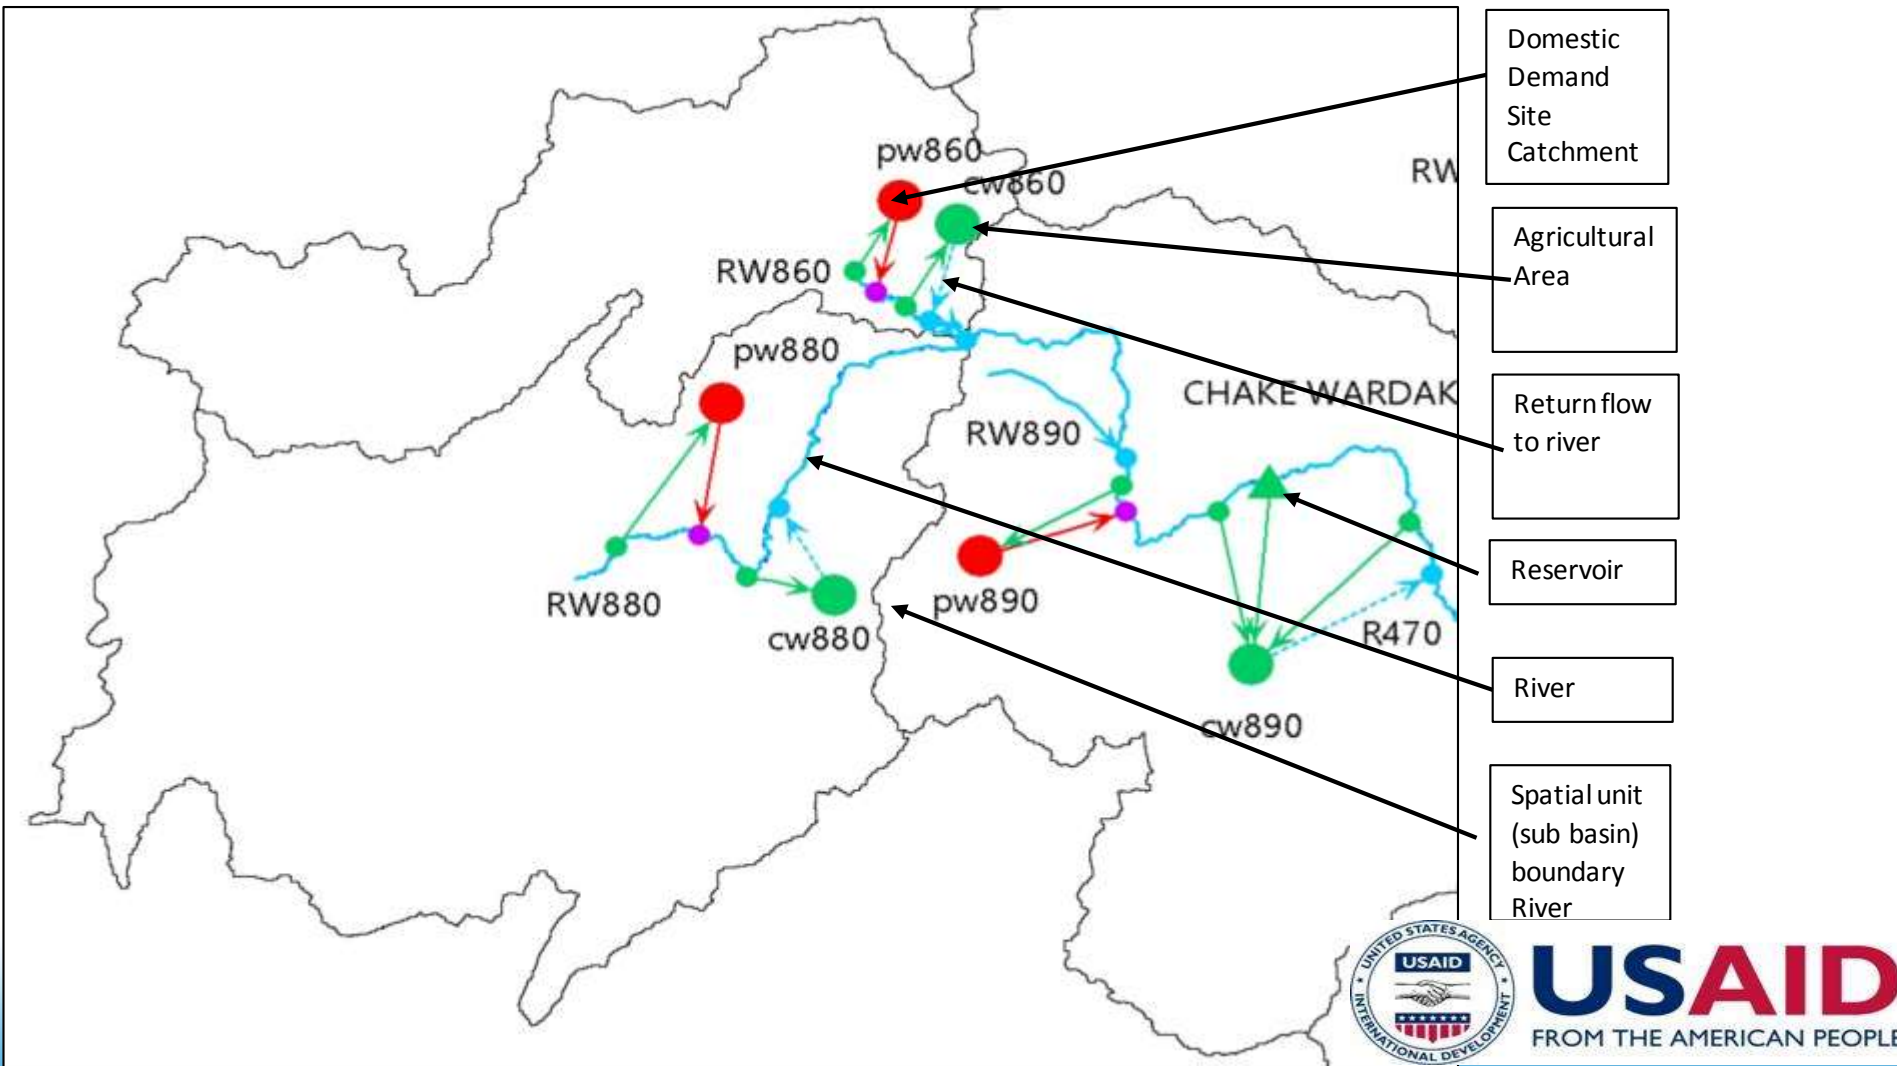 pw860
cw860
RW
RW860
pw880
CHAKE WARDAK
RW890
RW880
cw880
pw890
R470
cw890
Domestic
Demand
Site
Catchment
Agricultural
Area
Return flow
to river
Reservoir
River
Spatial unit
(sub basin)
boundary
River
UNITED STATES AGENCY
USAID
INTERNATIONAL DEVELOPMENT
USAID
FROM THE AMERICAN PEOPLE